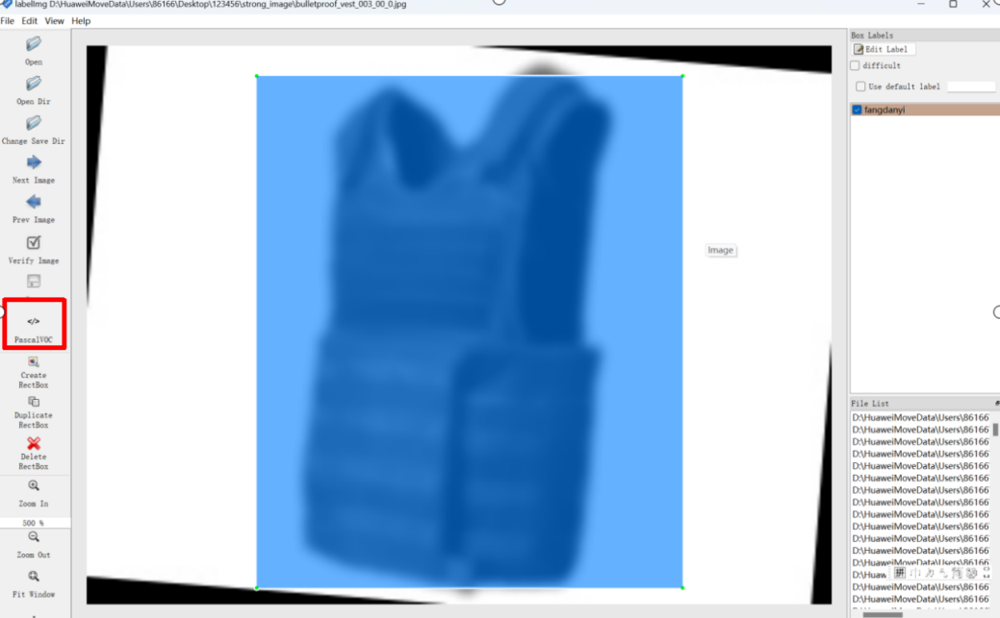 labelImg D:\HuaweiMoveData\Users\86166\Desktop\123456\strong_image\bulletproof_vest_003_00_0.jpg
File Edit View Help
Open
Open Dir
Change Save Dir
Next Image
Prev Image
Verify Image
</>
PascalVOC
Create
RectBox
Duplicate
RectBox
Delete
RectBox
Zoom In
500 %
Zoom Out
Fit Window
Image
Box Labels
Edit Label
difficult
Use default label
fangdanyi
File List
D:\HuaweiMoveData\Users\86166
D:\HuaweiMoveData\Users\86166
D:\HuaweiMoveData\Users\86166
D:\HuaweiMoveData\Users\86166
D:\HuaweiMoveData\Users\86166
D:\HuaweiMoveData\Users\86166
D:\HuaweiMoveData\Users\86166
D:\HuaweiMoveData\Users\86166
D:\HuaweiMoveData\Users\86166
D:\HuaweiMoveData\Users\86166
D:\HuaweiMoveData\Users\86166
D:\HuaweiMoveData\Users\86166
D:\HuaweiMoveData\Users\86166
D:\Huaw
D:\HuaweiMoveData\Users\86166
D:\HuaweiMoveData\Users\86166